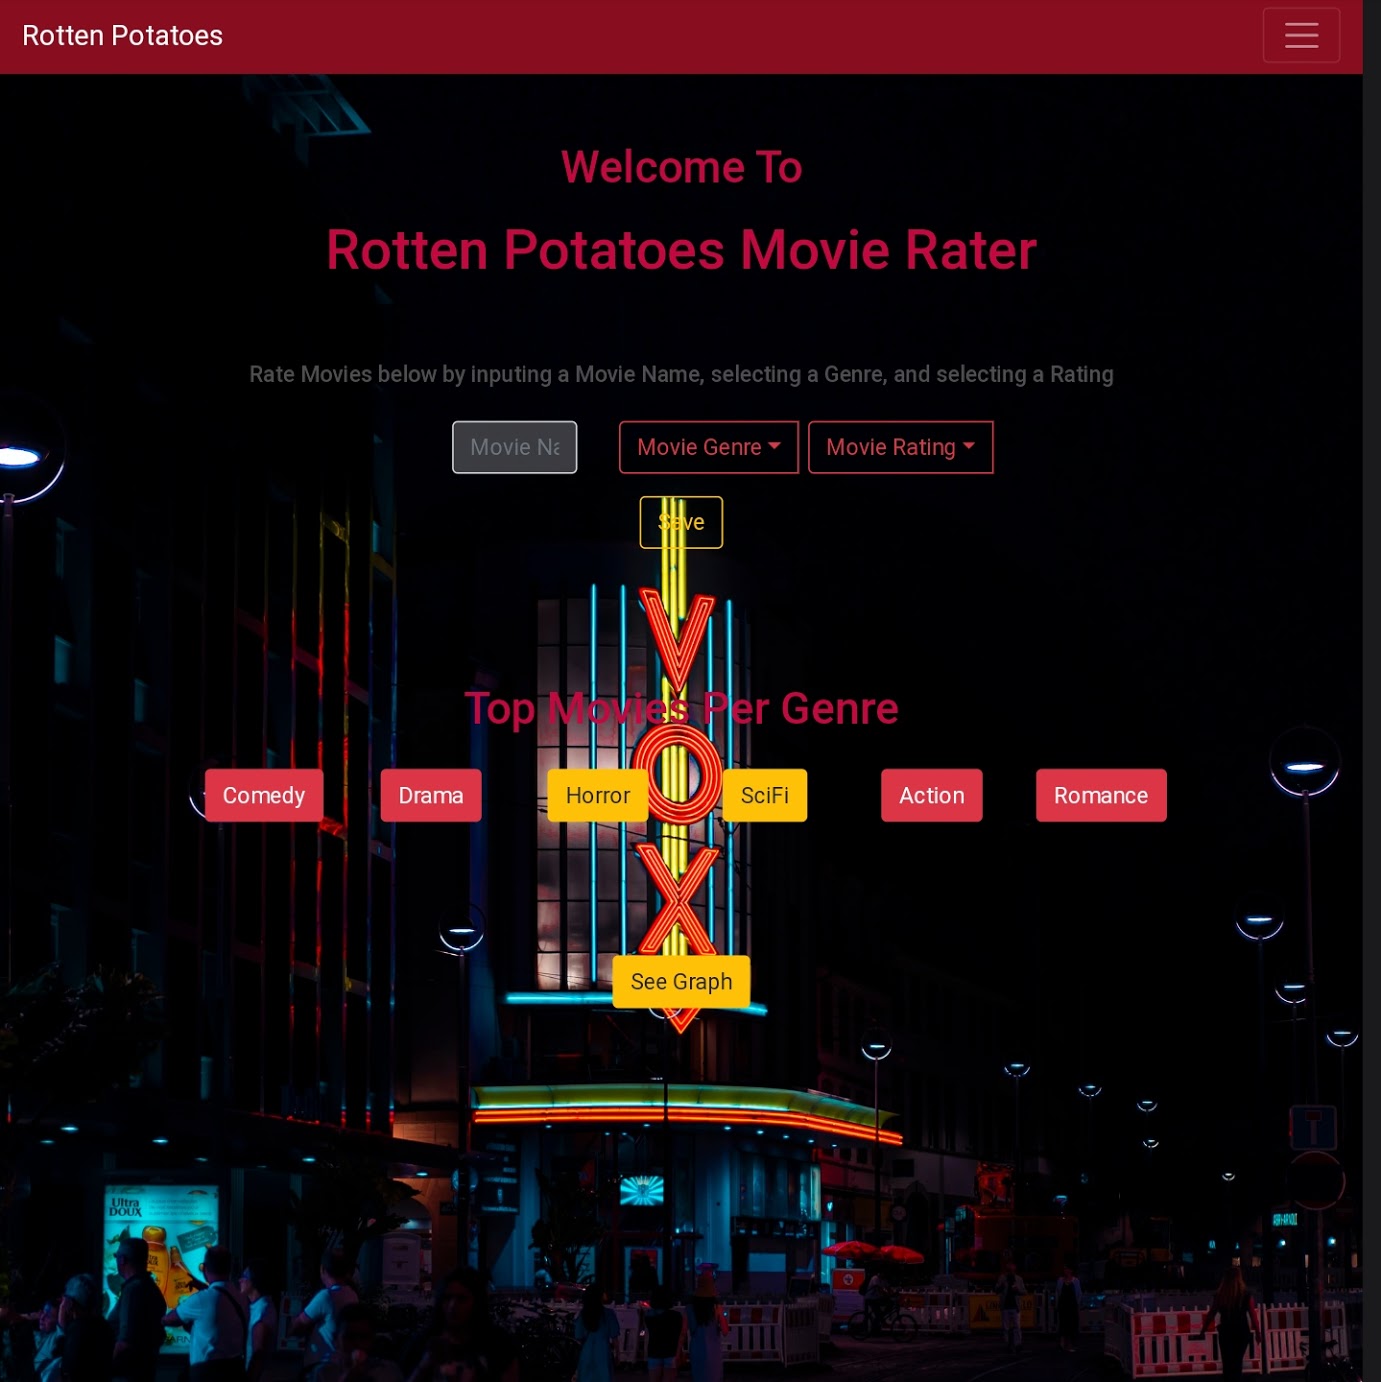 Rotten Potatoes
Welcome To
Rotten Potatoes Movie Rater
Rate Movies below by inputing a Movie Name, selecting a Genre, and selecting a Rating
Movie Na Movie Genre Movie Rating
Save
Top Movies Per Genre
Comedy Drama Horror SciFi Action Romance
See Graph
VOX
Ultra
DOUX